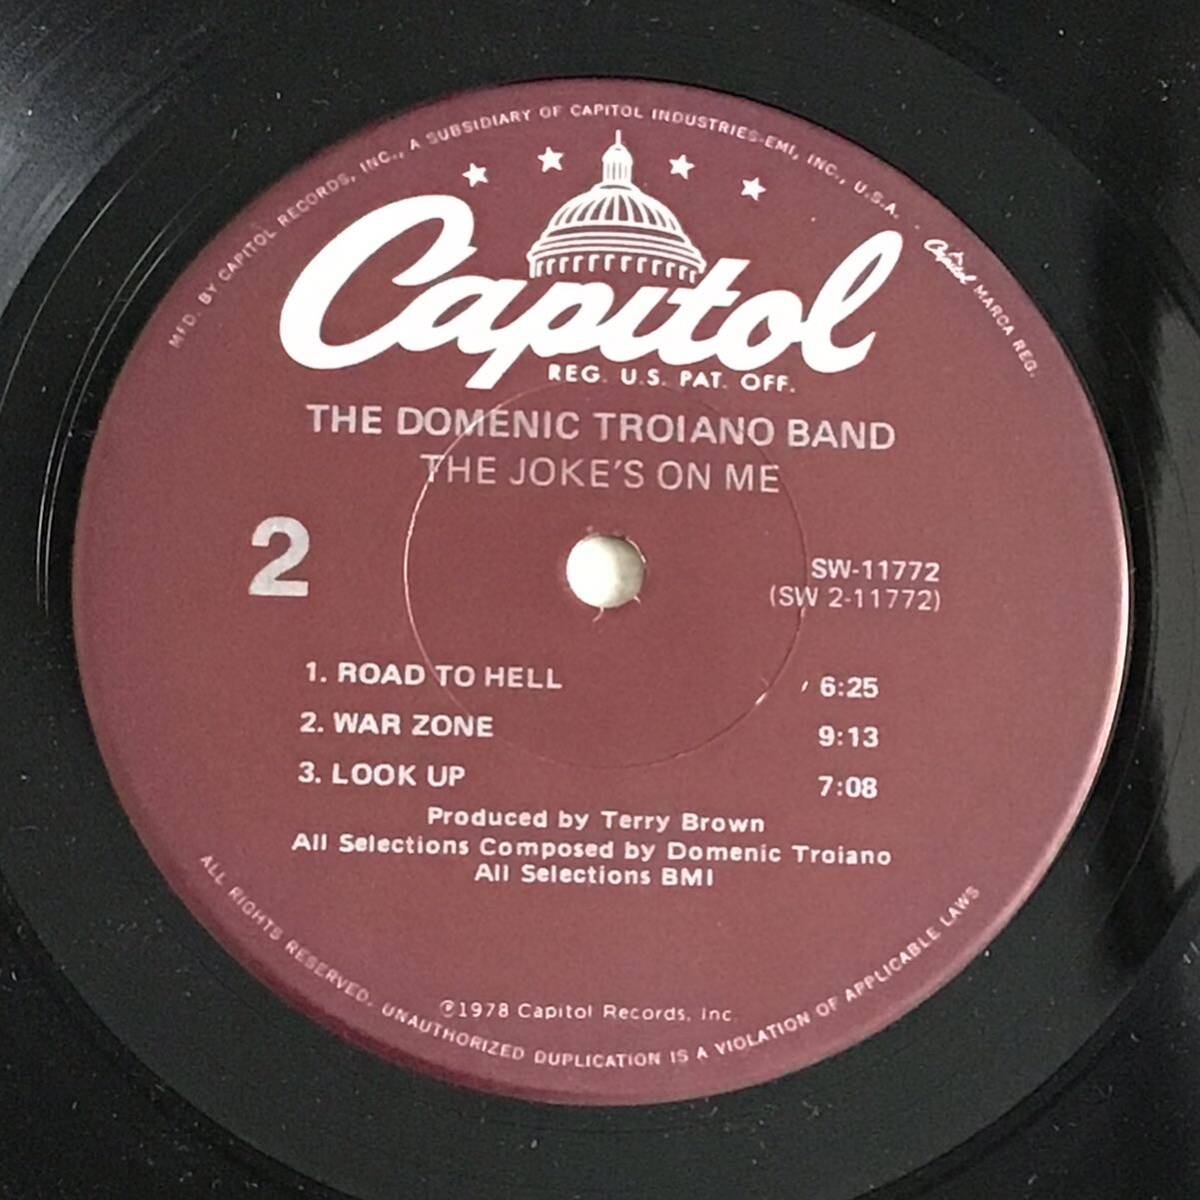 MFD. BY CAPITOL RECORDS, INC., A SUBSIDIARY OF CAPITOL INDUSTRIES-EMI, INC., U.S.A.
Capitol MARCA REG.
Capitol
REG. U.S. PAT. OFF.
THE DOMENIC TROIANO BAND
THE JOKE'S ON ME
2
SW-11772
(SW 2-11772)
1. ROAD TO HELL 6:25
2. WAR ZONE 9:13
3. LOOK UP 7:08
Produced by Terry Brown
All Selections Composed by Domenic Troiano
All Selections BMI
℗1978 Capitol Records, Inc.
ALL RIGHTS RESERVED. UNAUTHORIZED DUPLICATION IS A VIOLATION OF APPLICABLE LAWS